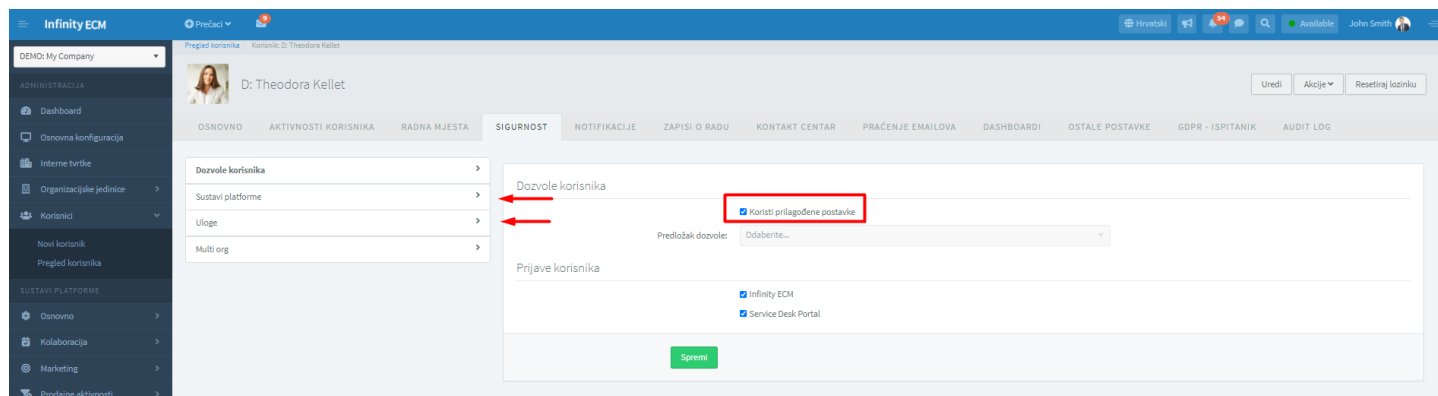 Infinity ECM
Prečaci
9
Hrvatski
54
Available
John Smith
DEMO: My Company
Pregled korisnika / Korisnik: D: Theodora Kellet
D: Theodora Kellet
Uredi
Akcije
Resetiraj lozinku
ADMINISTRACIJA
Dashboard
Osnovna konfiguracija
Interne tvrtke
Organizacijske jedinice
Korisnici
Novi korisnik
Pregled korisnika
SUSTAVI PLATFORME
Osnovno
Kolaboracija
Marketing
Prodajne aktivnosti
OSNOVNO AKTIVNOSTI KORISNIKA RADNA MJESTA SIGURNOST NOTIFIKACIJE ZAPISI O RADU KONTAKT CENTAR PRAČENJE EMAILOVA DASHBOARDI OSTALE POSTAVKE GDPR - ISPITANIK AUDIT LOG
Dozvole korisnika
Sustavi platforme
Uloge
Multi org
Dozvole korisnika
Koristi prilagođene postavke
Predložak dozvole: Odaberite...
Prijave korisnika
Infinity ECM
Service Desk Portal
Spremi